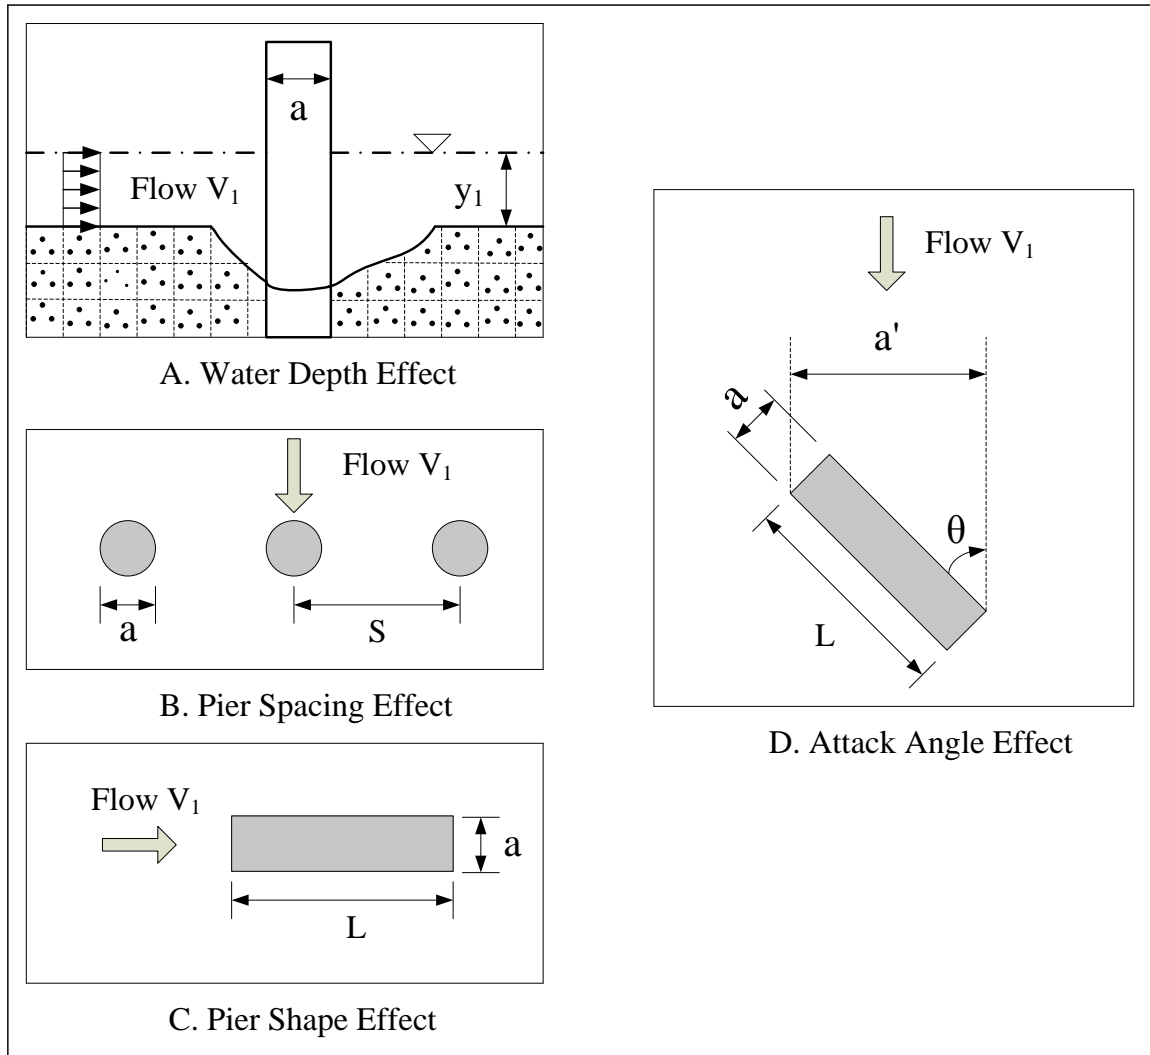 a
Flow V₁
y₁
A. Water Depth Effect
Flow V₁
a
S
B. Pier Spacing Effect
Flow V₁
a
L
C. Pier Shape Effect
Flow V₁
a'
a
θ
L
D. Attack Angle Effect